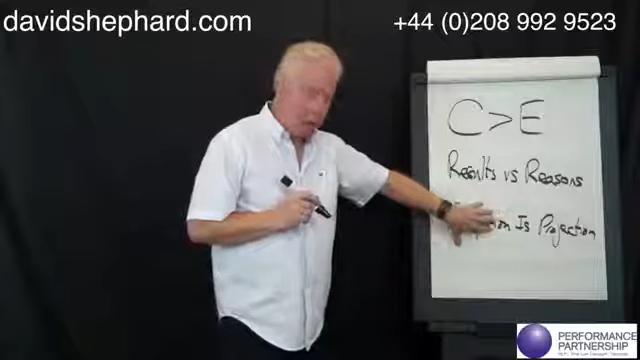 davidshephard.com
+44 (0)208 992 9523
C > E
Results vs Reasons
Is Projection
PERFORMANCE
PARTNERSHIP